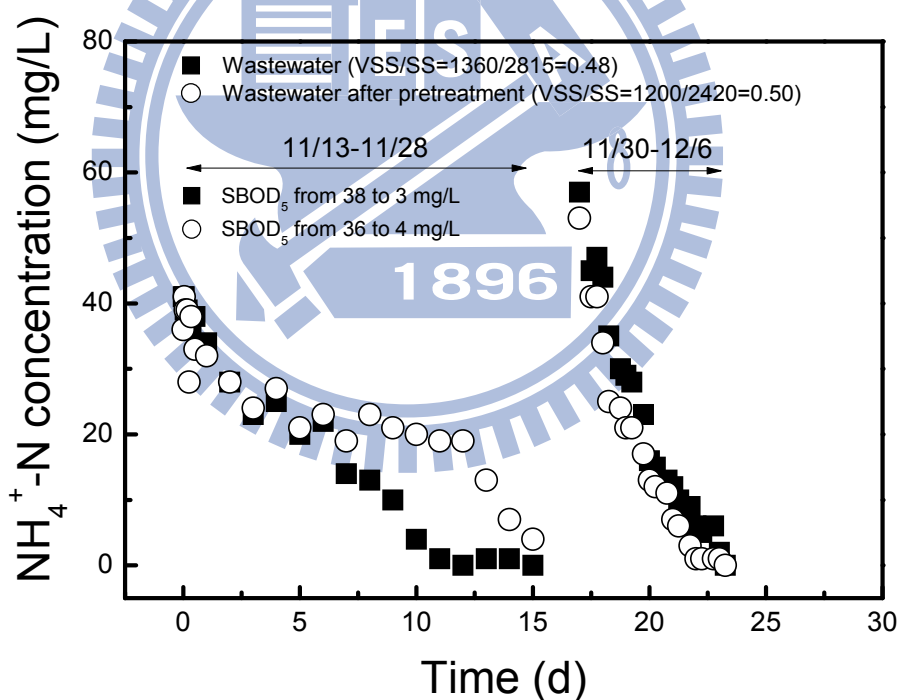 80
60
40
20
0
NH4+-N concentration (mg/L)
Wastewater (VSS/SS=1360/2815=0.48)
Wastewater after pretreatment (VSS/SS=1200/2420=0.50)
11/13-11/28
11/30-12/6
SBOD5 from 38 to 3 mg/L
SBOD5 from 36 to 4 mg/L
E S A
1896
0 5 10 15 20 25 30
Time (d)